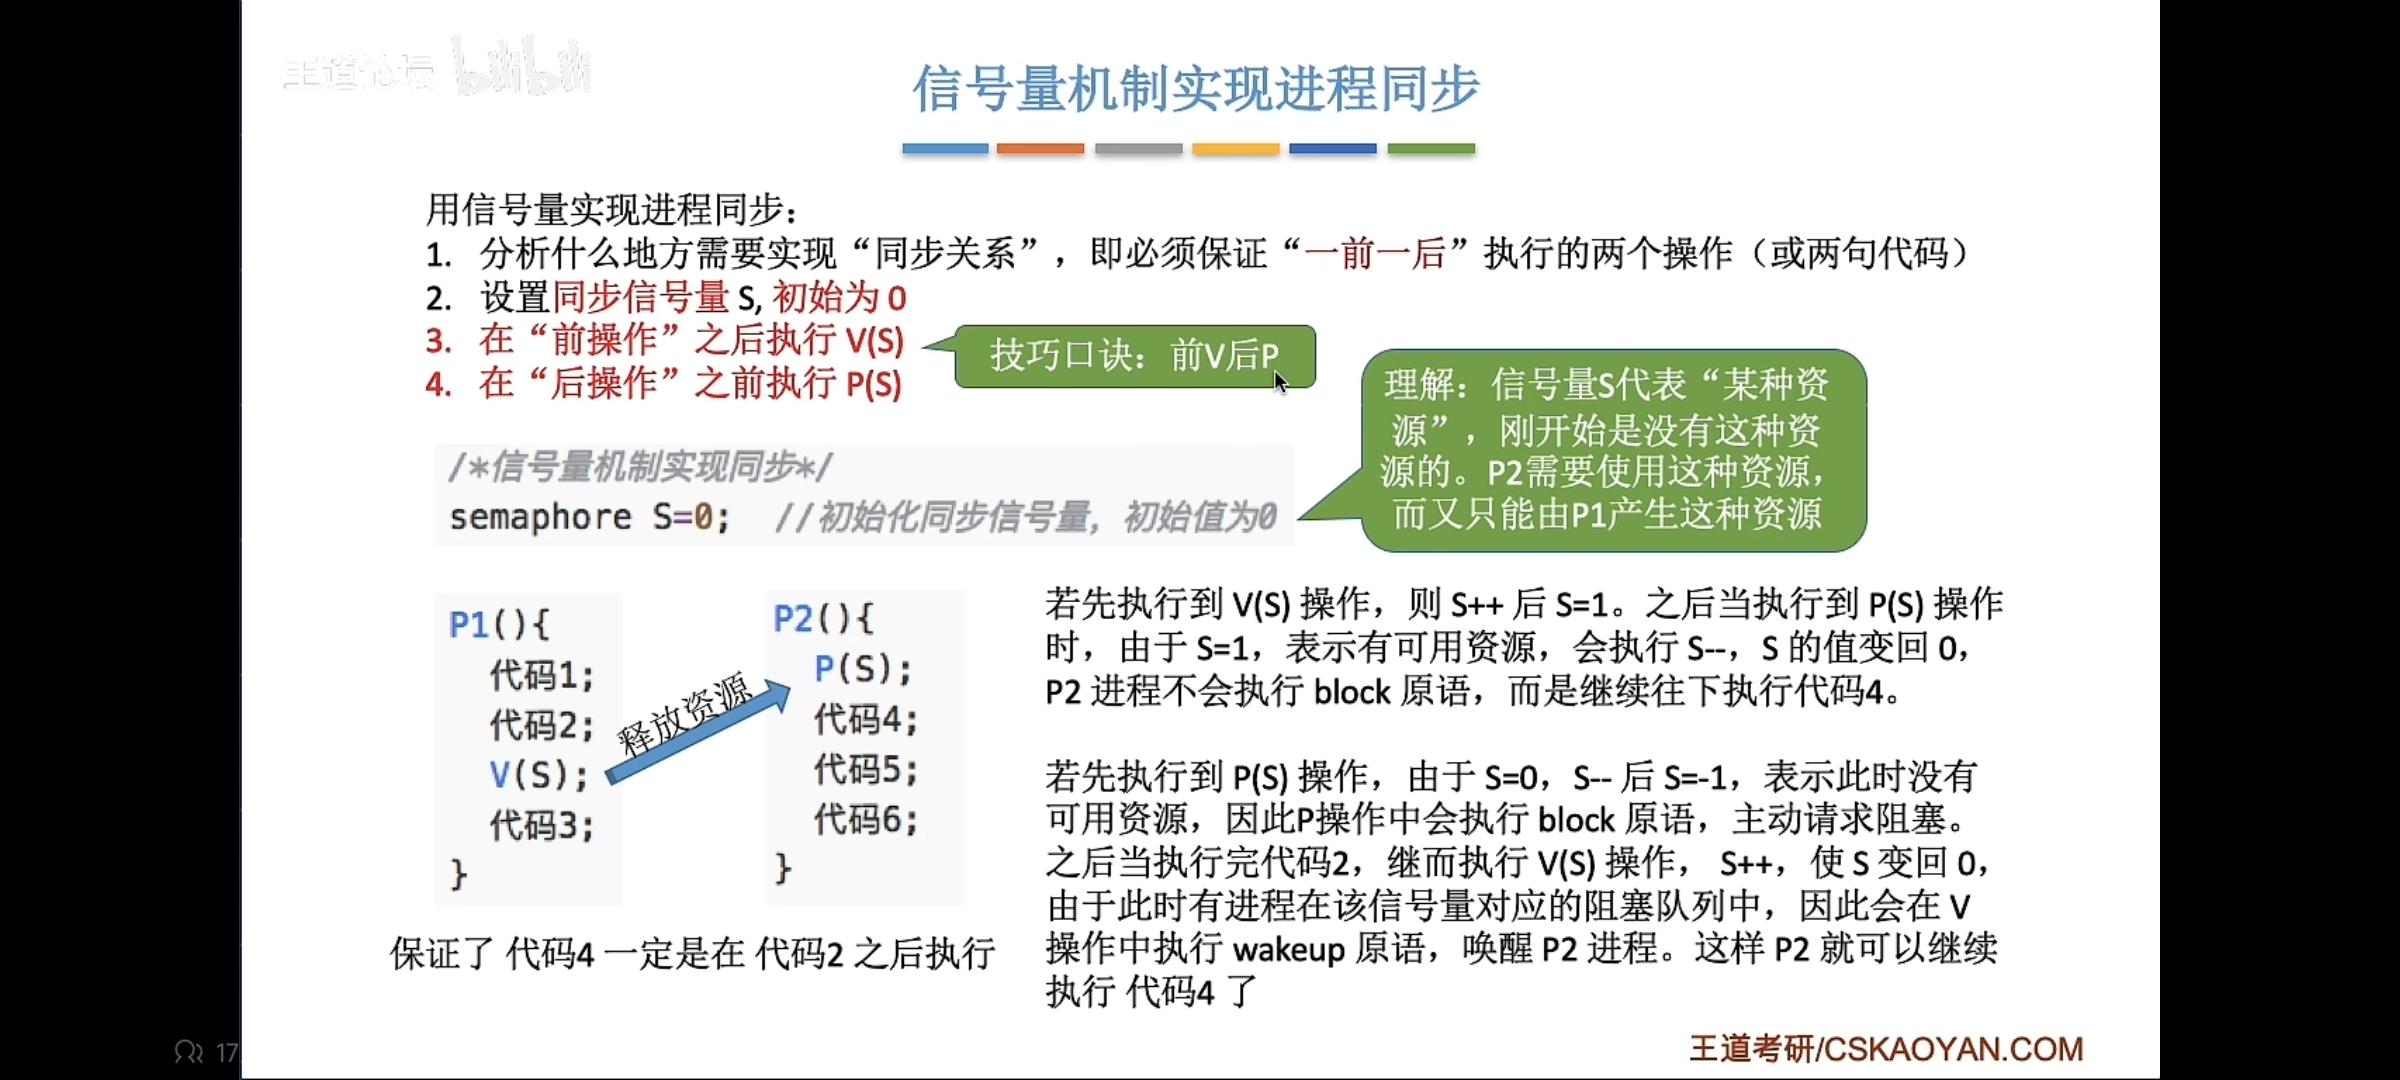 王道论坛 bilibili
信号量机制实现进程同步
用信号量实现进程同步：
1. 分析什么地方需要实现“同步关系”，即必须保证“一前一后”执行的两个操作（或两句代码）
2. 设置同步信号量 S, 初始为 0
3. 在“前操作”之后执行 V(S)
4. 在“后操作”之前执行 P(S)
技巧口诀：前V后P
理解：信号量S代表“某种资
源”，刚开始是没有这种资
源的。P2需要使用这种资源，
而又只能由P1产生这种资源
/*信号量机制实现同步*/
semaphore S=0;   //初始化同步信号量，初始值为0
P1(){
代码1;
代码2;
V(S);
代码3;
}
释放资源
P2(){
P(S);
代码4;
代码5;
代码6;
}
保证了 代码4 一定是在 代码2 之后执行
若先执行到 V(S) 操作，则 S++ 后 S=1。之后当执行到 P(S) 操作
时，由于 S=1，表示有可用资源，会执行 S--，S 的值变回 0，
P2 进程不会执行 block 原语，而是继续往下执行代码4。
若先执行到 P(S) 操作，由于 S=0，S-- 后 S=-1，表示此时没有
可用资源，因此P操作中会执行 block 原语，主动请求阻塞。
之后当执行完代码2，继而执行 V(S) 操作， S++，使 S 变回 0，
由于此时有进程在该信号量对应的阻塞队列中，因此会在 V
操作中执行 wakeup 原语，唤醒 P2 进程。这样 P2 就可以继续
执行 代码4 了
17
王道考研/CSKAOYAN.COM